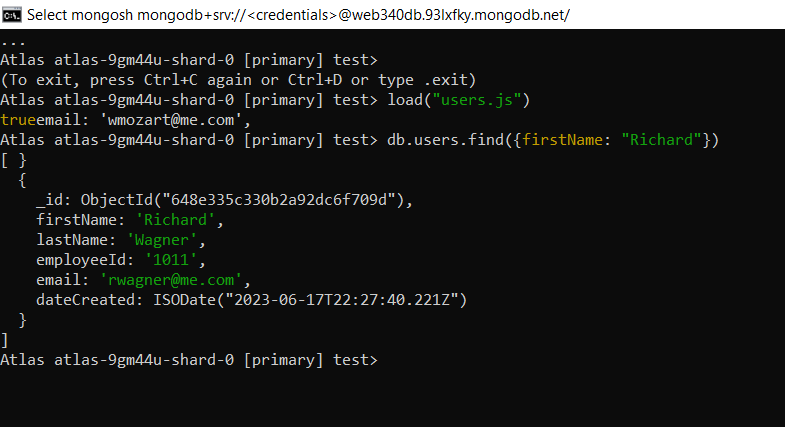 Select mongosh mongodb+srv://<credentials>@web340db.93lxfky.mongodb.net/
...
Atlas atlas-9gm44u-shard-0 [primary] test>
(To exit, press Ctrl+C again or Ctrl+D or type .exit)
Atlas atlas-9gm44u-shard-0 [primary] test> load("users.js")
trueemail: 'wmozart@me.com',
Atlas atlas-9gm44u-shard-0 [primary] test> db.users.find({firstName: "Richard"})
[ }
  {
    _id: ObjectId("648e335c330b2a92dc6f709d"),
    firstName: 'Richard',
    lastName: 'Wagner',
    employeeId: '1011',
    email: 'rwagner@me.com',
    dateCreated: ISODate("2023-06-17T22:27:40.221Z")
  }
]
Atlas atlas-9gm44u-shard-0 [primary] test>